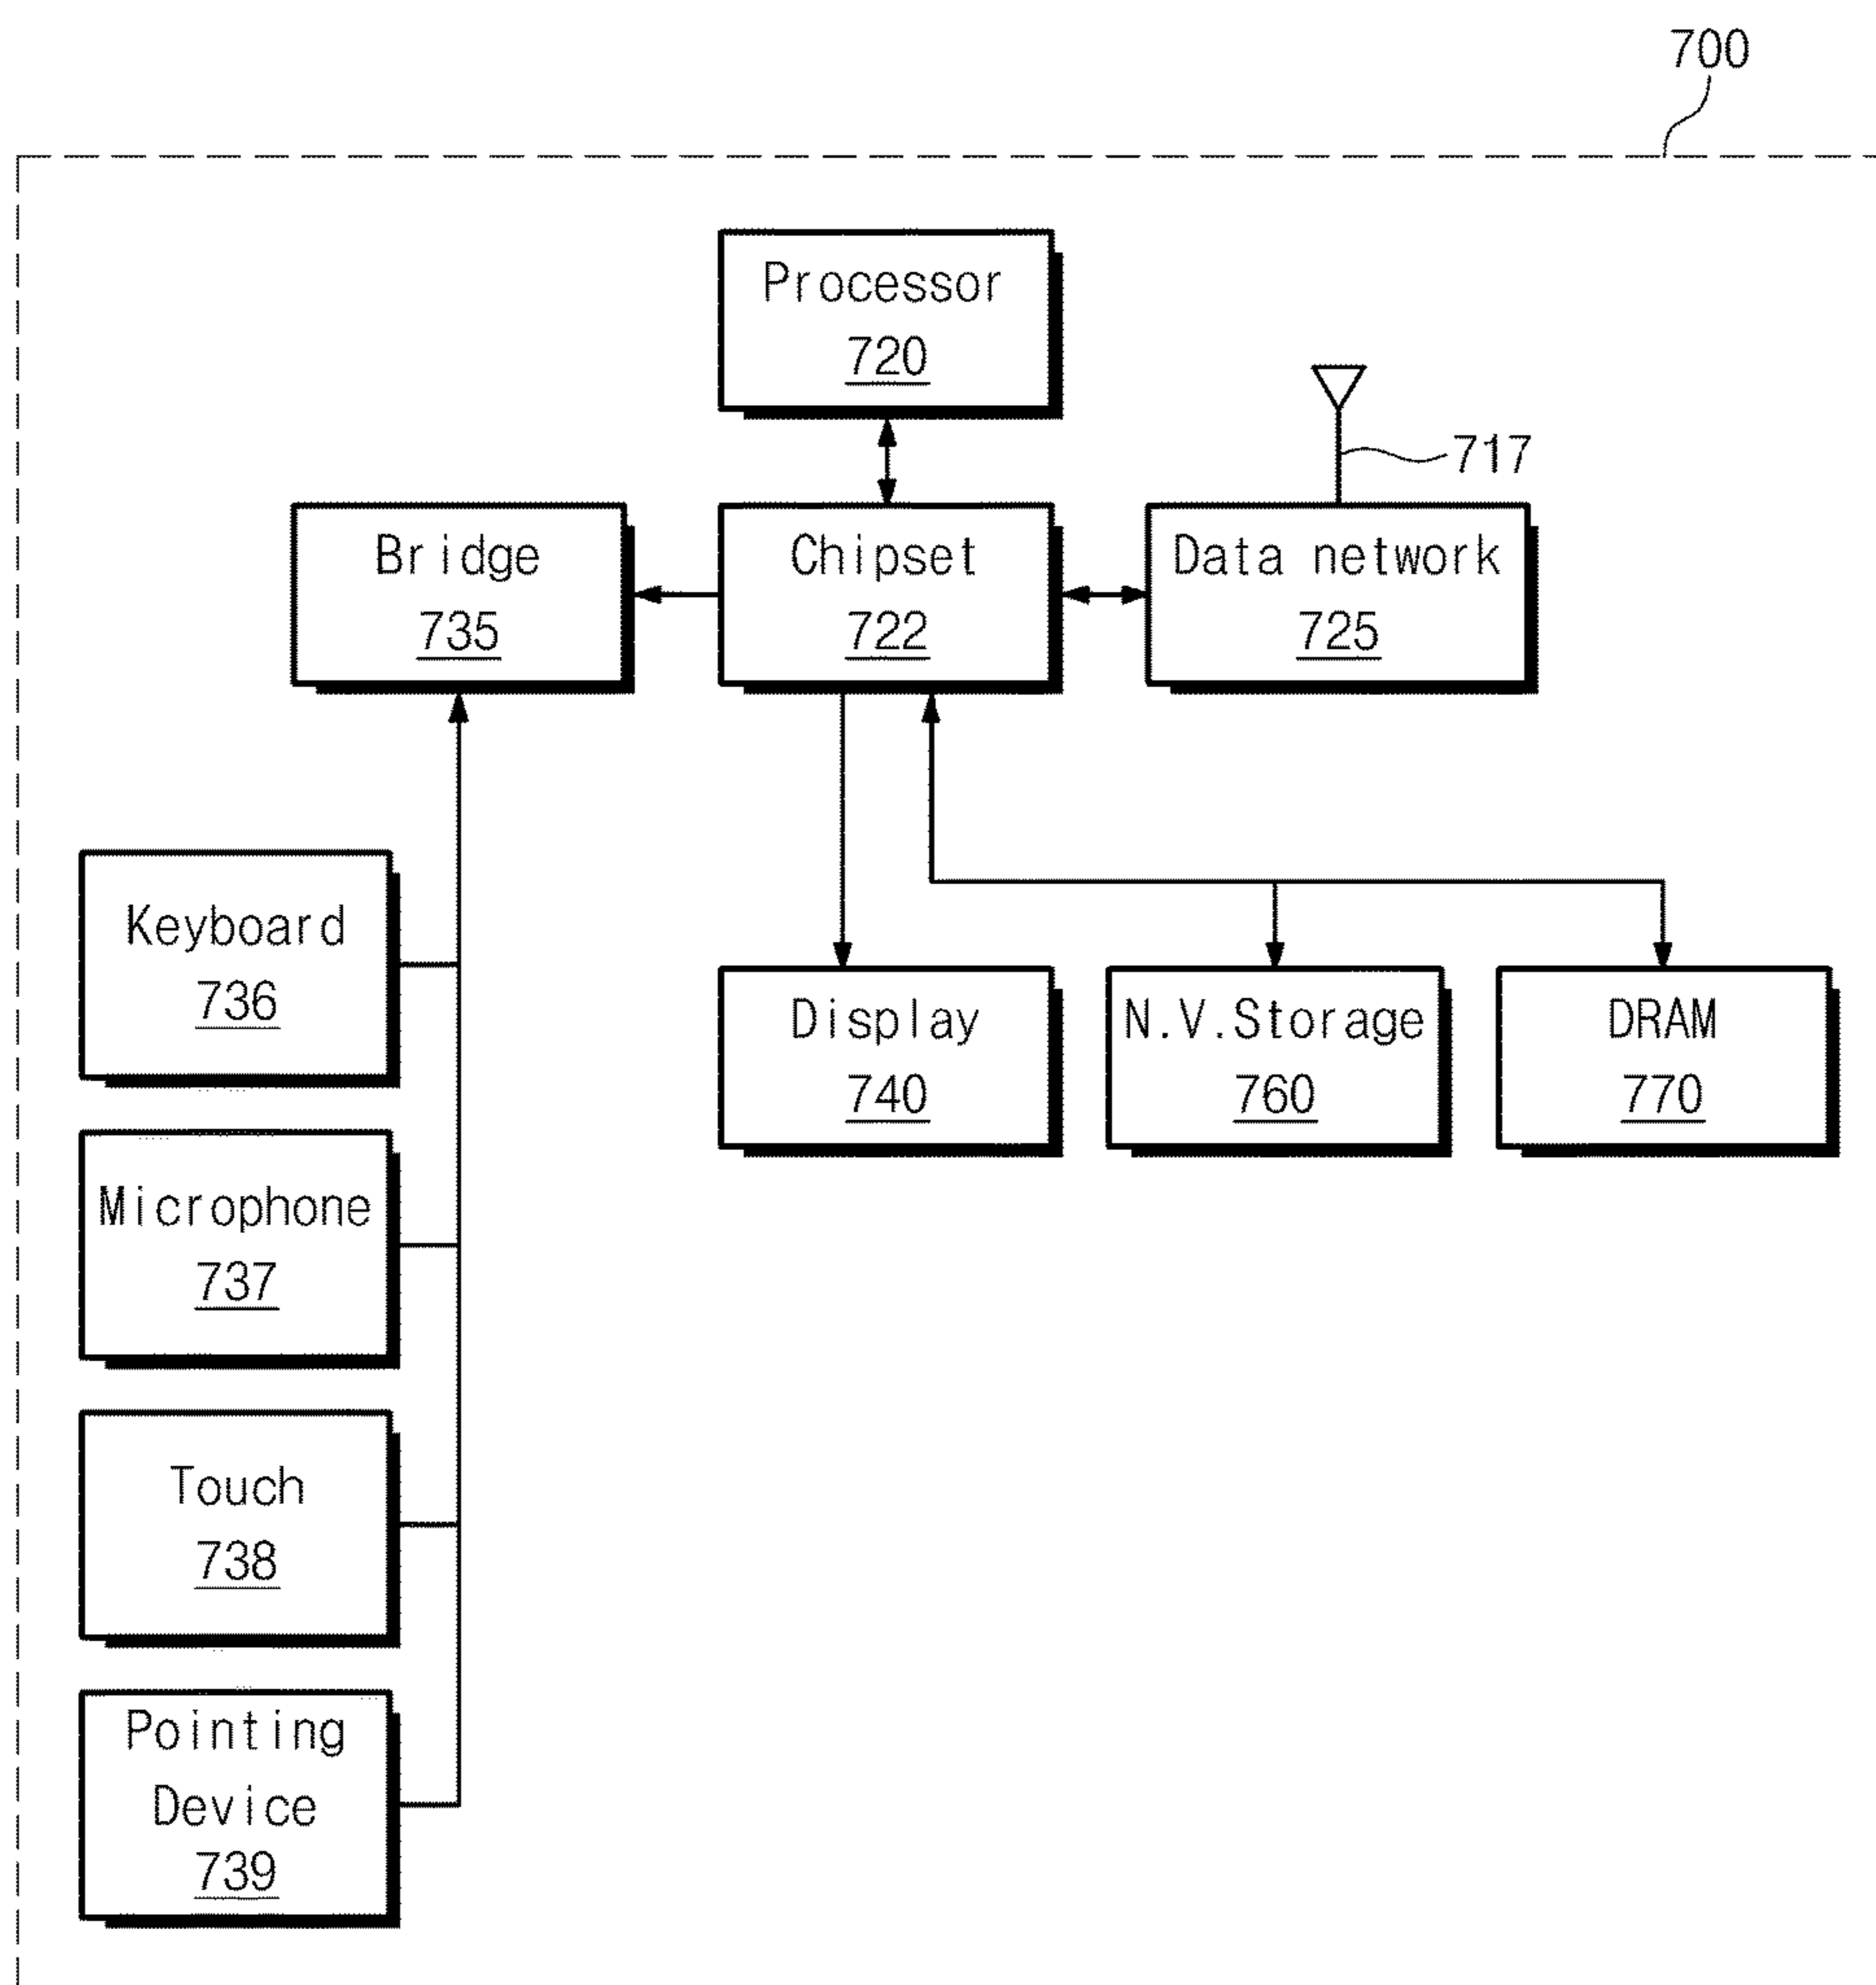 700
Processor
720
717
Bridge
735
Chipset
722
Data network
725
Keyboard
736
Display
740
N.V.Storage
760
DRAM
770
Microphone
737
Touch
738
Pointing
Device
739